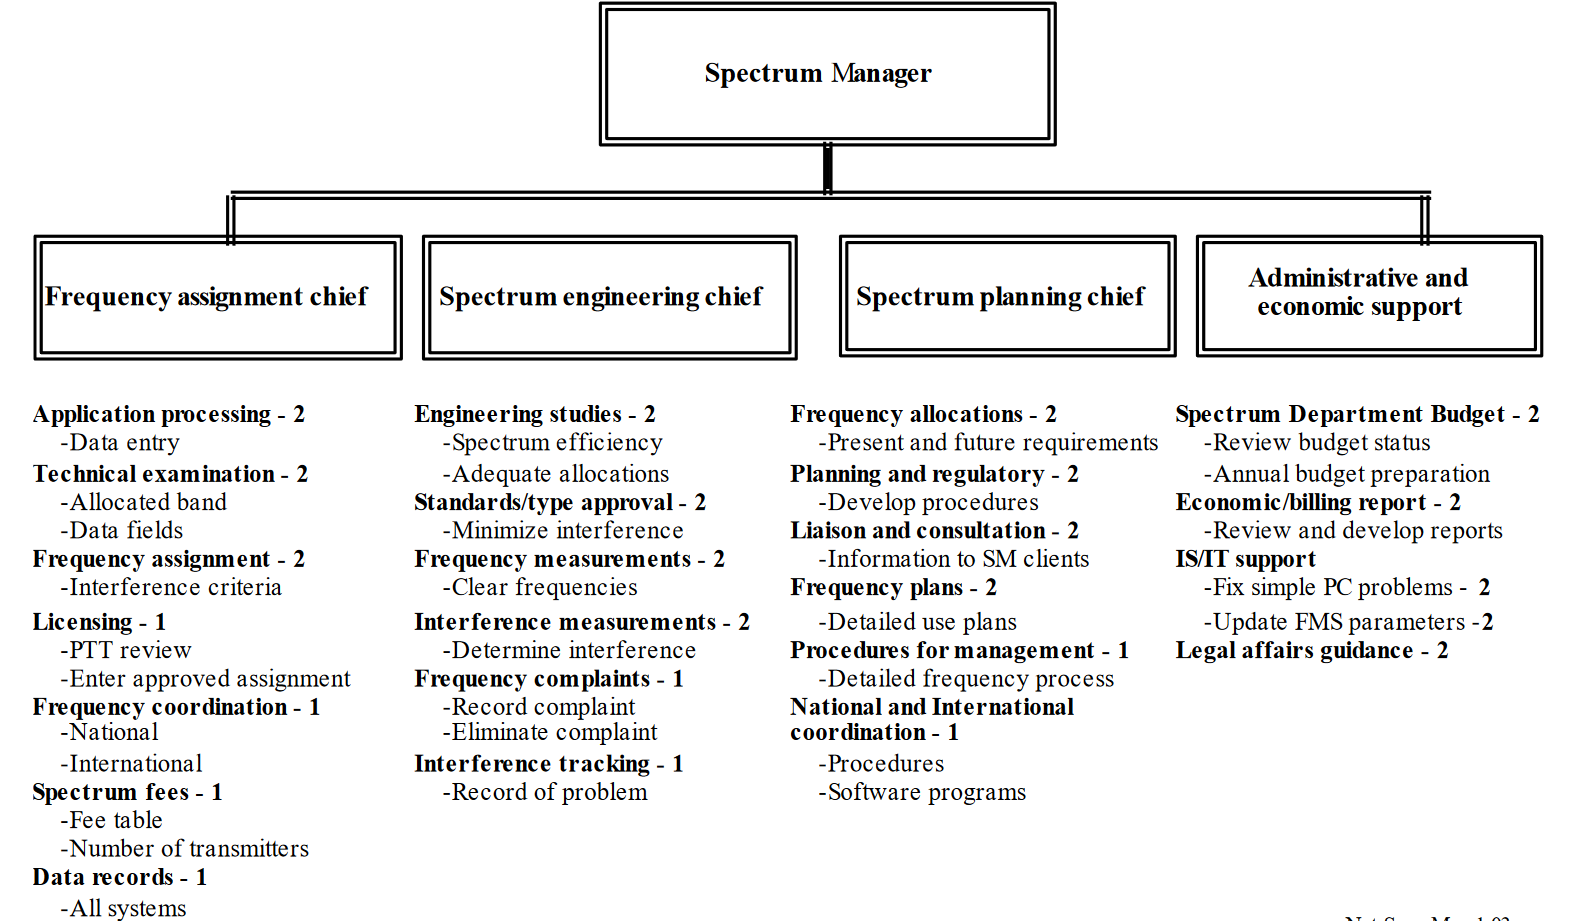 Spectrum Manager
Frequency assignment chief
Spectrum engineering chief
Spectrum planning chief
Administrative and
economic support
Application processing - 2
-Data entry
Technical examination - 2
-Allocated band
-Data fields
Frequency assignment - 2
-Interference criteria
Licensing - 1
-PTT review
-Enter approved assignment
Frequency coordination - 1
-National
-International
Spectrum fees - 1
-Fee table
-Number of transmitters
Data records - 1
-All systems
Engineering studies - 2
-Spectrum efficiency
-Adequate allocations
Standards/type approval - 2
-Minimize interference
Frequency measurements - 2
-Clear frequencies
Interference measurements - 2
-Determine interference
Frequency complaints - 1
-Record complaint
-Eliminate complaint
Interference tracking - 1
-Record of problem
Frequency allocations - 2
-Present and future requirements
Planning and regulatory - 2
-Develop procedures
Liaison and consultation - 2
-Information to SM clients
Frequency plans - 2
-Detailed use plans
Procedures for management - 1
-Detailed frequency process
National and International
coordination - 1
-Procedures
-Software programs
Spectrum Department Budget - 2
-Review budget status
-Annual budget preparation
Economic/billing report - 2
-Review and develop reports
IS/IT support
-Fix simple PC problems - 2
-Update FMS parameters -2
Legal affairs guidance - 2